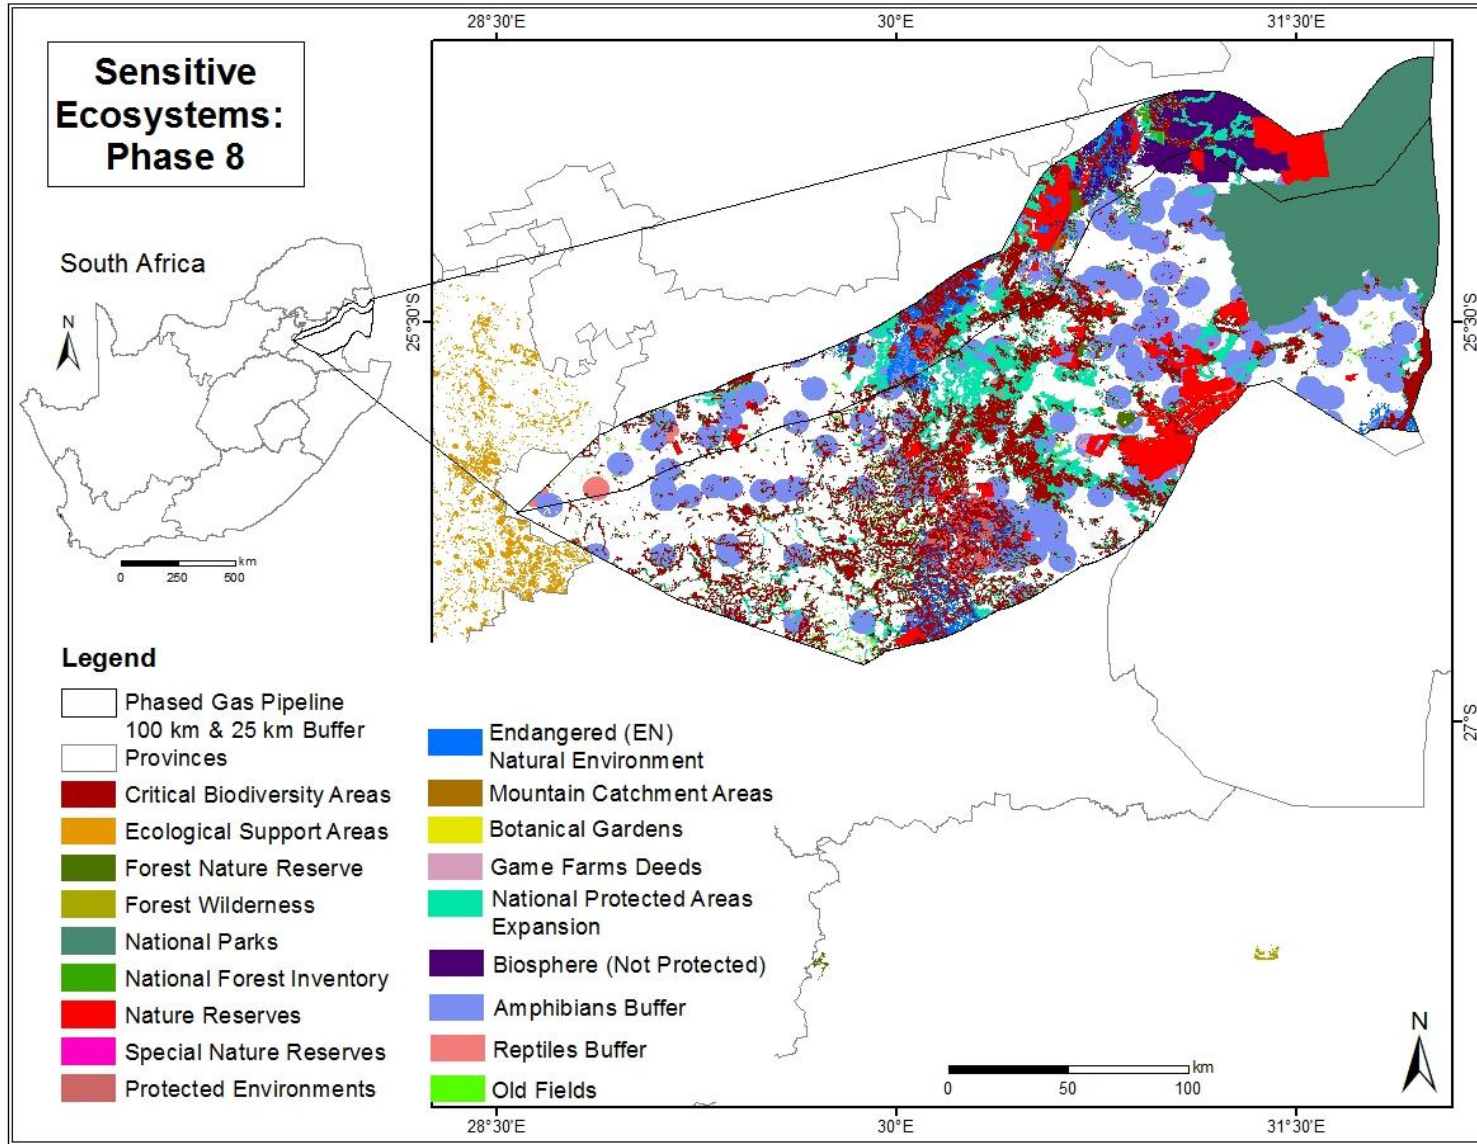 28°30'E
30°E
31°30'E
Sensitive
Ecosystems:
Phase 8
South Africa
N
25°30'S
25°30'S
0 250 500 km
Legend
Phased Gas Pipeline
100 km & 25 km Buffer
Provinces
Critical Biodiversity Areas
Ecological Support Areas
Forest Nature Reserve
Forest Wilderness
National Parks
National Forest Inventory
Nature Reserves
Special Nature Reserves
Protected Environments
Endangered (EN)
Natural Environment
Mountain Catchment Areas
Botanical Gardens
Game Farms Deeds
National Protected Areas
Expansion
Biosphere (Not Protected)
Amphibians Buffer
Reptiles Buffer
Old Fields
27°S
N
km
0 50 100
28°30'E
30°E
31°30'E